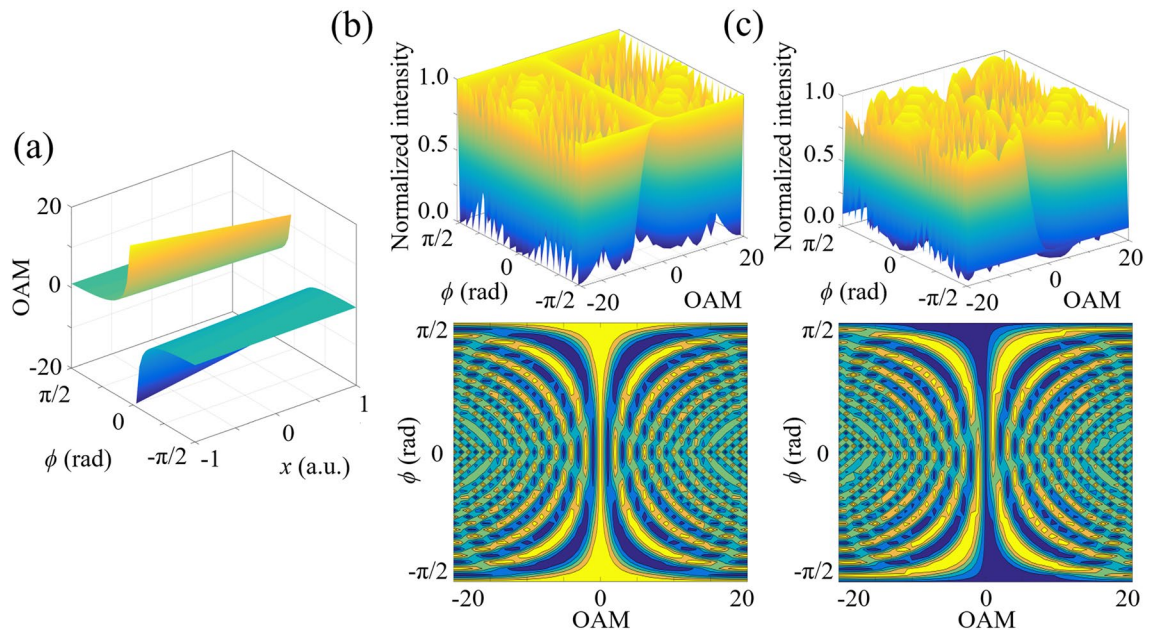 (a)
20
0
-20
OAM
π/2
0
-π/2
ϕ (rad)
-1
0
1
x (a.u.)
(b)
Normalized intensity
1.0
0.5
0.0
π/2
0
-π/2
ϕ (rad)
-20
0
20
OAM
π/2
0
-π/2
ϕ (rad)
-20
0
20
OAM
(c)
Normalized intensity
1.0
0.5
0.0
π/2
0
-π/2
ϕ (rad)
-20
0
20
OAM
π/2
0
-π/2
ϕ (rad)
-20
0
20
OAM